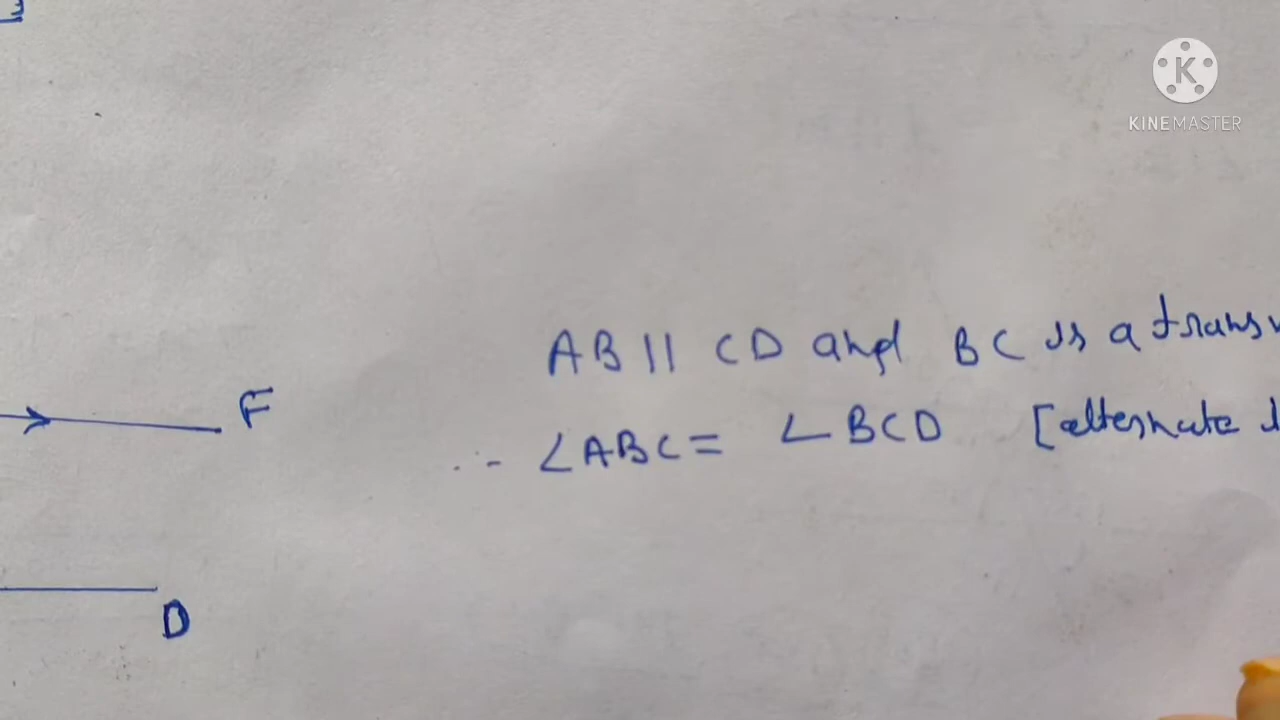 KINEMASTER
AB || CD and BC is a transv
F
∴ ∠ABC = ∠BCD [alternate
D